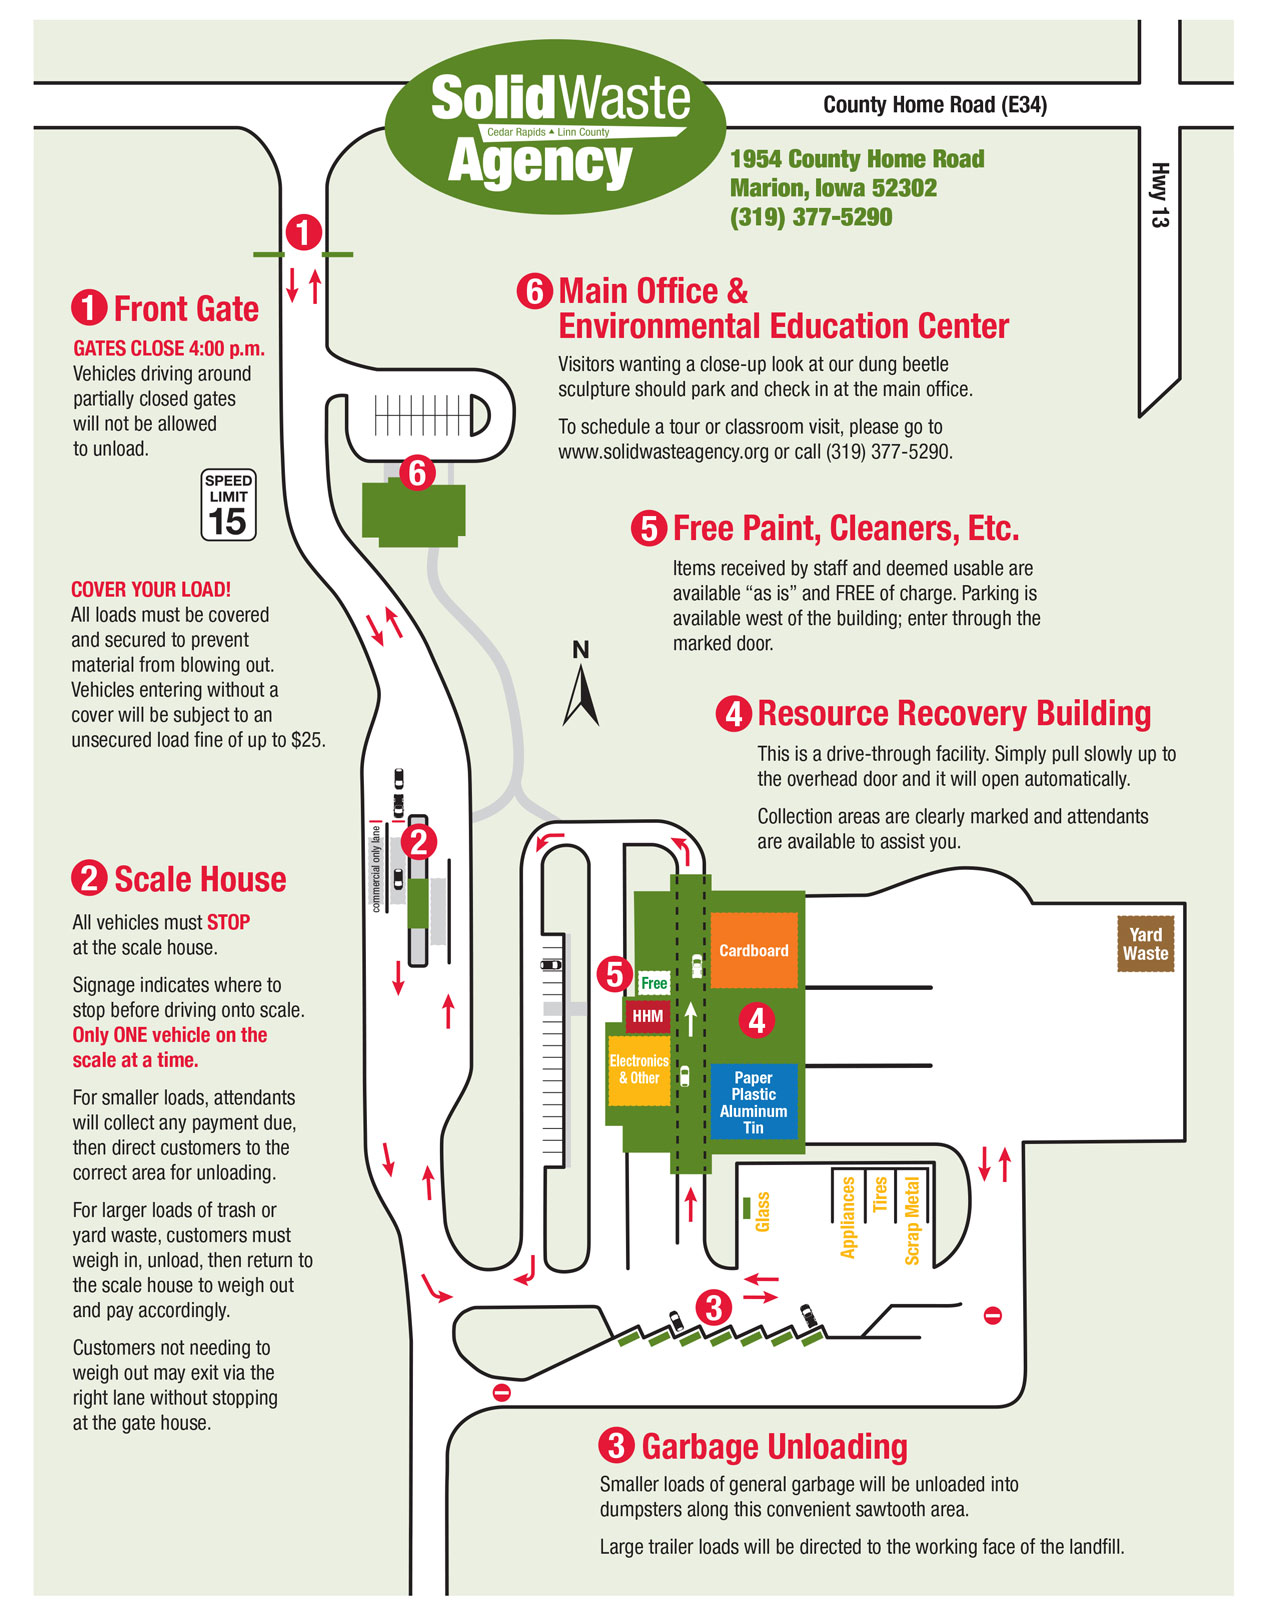 County Home Road (E34)
Solid Waste
Cedar Rapids ▲ Linn County
Agency
1954 County Home Road
Marion, Iowa 52302
(319) 377-5290
Hwy 13
1
1 Front Gate
GATES CLOSE 4:00 p.m.
Vehicles driving around
partially closed gates
will not be allowed
to unload.
SPEED
LIMIT
15
6 Main Office &
Environmental Education Center
Visitors wanting a close-up look at our dung beetle
sculpture should park and check in at the main office.
To schedule a tour or classroom visit, please go to
www.solidwasteagency.org or call (319) 377-5290.
6
5 Free Paint, Cleaners, Etc.
Items received by staff and deemed usable are
available “as is” and FREE of charge. Parking is
available west of the building; enter through the
marked door.
COVER YOUR LOAD!
All loads must be covered
and secured to prevent
material from blowing out.
Vehicles entering without a
cover will be subject to an
unsecured load fine of up to $25.
N
4 Resource Recovery Building
This is a drive-through facility. Simply pull slowly up to
the overhead door and it will open automatically.
Collection areas are clearly marked and attendants
are available to assist you.
2
commercial only lane
2 Scale House
All vehicles must STOP
at the scale house.
Signage indicates where to
stop before driving onto scale.
Only ONE vehicle on the
scale at a time.
For smaller loads, attendants
will collect any payment due,
then direct customers to the
correct area for unloading.
For larger loads of trash or
yard waste, customers must
weigh in, unload, then return to
the scale house to weigh out
and pay accordingly.
Customers not needing to
weigh out may exit via the
right lane without stopping
at the gate house.
Yard
Waste
Cardboard
5
Free
HHM
4
Electronics
& Other
Paper
Plastic
Aluminum
Tin
Glass
Appliances
Tires
Scrap Metal
3
3 Garbage Unloading
Smaller loads of general garbage will be unloaded into
dumpsters along this convenient sawtooth area.
Large trailer loads will be directed to the working face of the landfill.